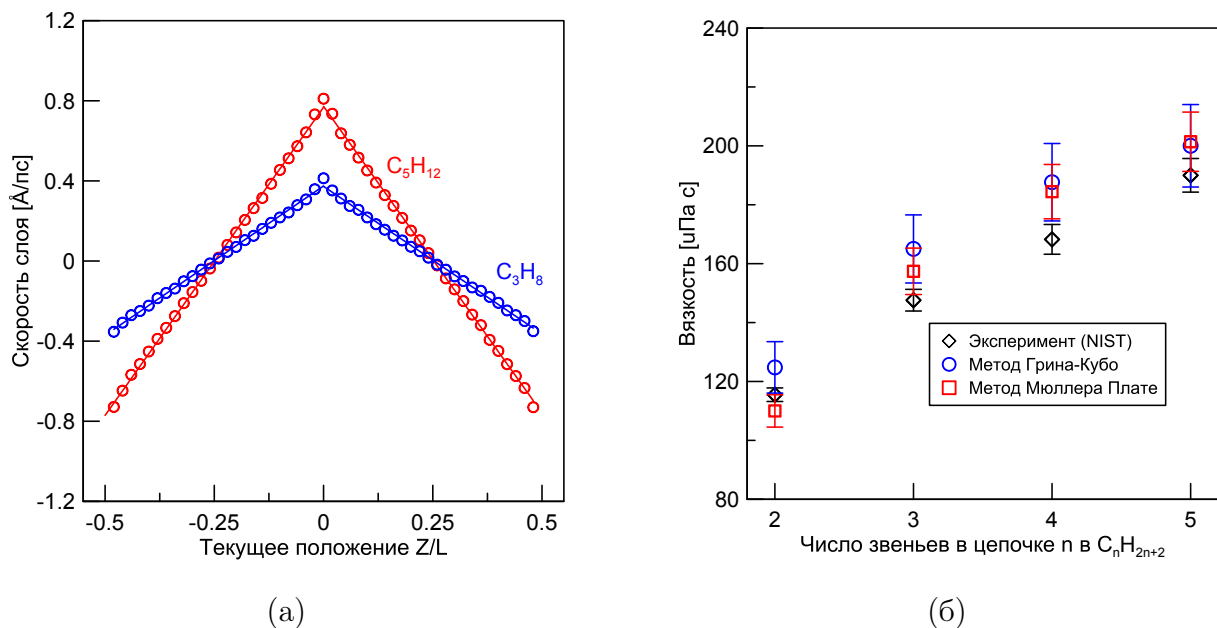 1.2
0.8
0.4
0
-0.4
-0.8
-1.2
Скорость слоя [Å/пс]
C5H12
C3H8
-0.5 -0.25 0 0.25 0.5
Текущее положение Z/L
(а)
240
200
160
120
80
Вязкость [uПа с]
Эксперимент (NIST)
Метод Грина-Кубо
Метод Мюллера Плате
2 3 4 5
Число звеньев в цепочке n в CnH2n+2
(б)